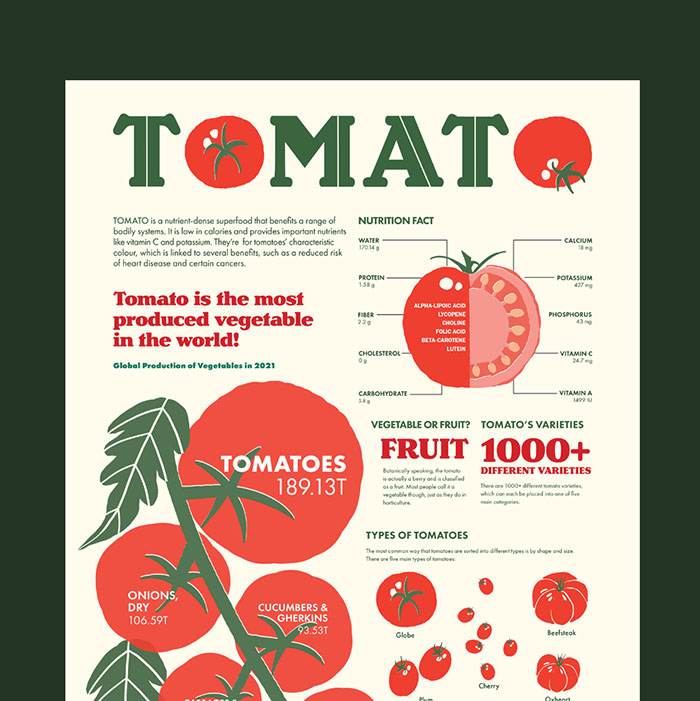 TOMATO
TOMATO is a nutrient-dense superfood that benefits a range of
bodily systems. It is low in calories and provides important nutrients
like vitamin C and potassium. They're for tomatoes' characteristic
colour, which is linked to several benefits, such as a reduced risk
of heart disease and certain cancers.
Tomato is the most
produced vegetable
in the world!
Global Production of Vegetables in 2021
TOMATOES
189.13T
ONIONS,
DRY
106.59T
CUCUMBERS &
GHERKINS
93.53T
NUTRITION FACT
WATER
170.14 g
PROTEIN
1.58 g
FIBER
2.2 g
CHOLESTEROL
0 g
CARBOHYDRATE
5.8 g
ALPHA-LIPOIC ACID
LYCOPENE
CHOLINE
FOLIC ACID
BETA-CAROTENE
LUTEIN
CALCIUM
18 mg
POTASSIUM
427 mg
PHOSPHORUS
43 mg
VITAMIN C
24.7 mg
VITAMIN A
1499 IU
VEGETABLE OR FRUIT?
FRUIT
Botanically speaking, the tomato
is actually a berry and is classified
as a fruit. Most people call it a
vegetable though, just as they do in
horticulture.
TOMATO'S VARIETIES
1000+
DIFFERENT VARIETIES
There are 1000+ different tomato varieties,
which can each be placed into one of five
main categories.
TYPES OF TOMATOES
The most common way that tomatoes are sorted into different types is by shape and size.
There are five main types of tomatoes:
Globe
Beefsteak
Cherry
Plum
Oxheart